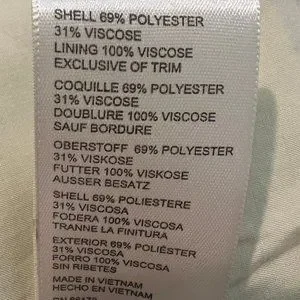 SHELL 69% POLYESTER
31% VISCOSE
LINING 100% VISCOSE
EXCLUSIVE OF TRIM
COQUILLE 69% POLYESTER
31% VISCOSE
DOUBLURE 100% VISCOSE
SAUF BORDURE
OBERSTOFF 69% POLYESTER
31% VISKOSE
FUTTER 100% VISKOSE
AUSSER BESATZ
SHELL 69% POLIESTERE
31% VISCOSA
FODERA 100% VISCOSA
TRANNE LA FINITURA
EXTERIOR 69% POLIÉSTER
31% VISCOSA
FORRO 100% VISCOSA
SIN RIBETES
MADE IN VIETNAM
HECHO EN VIETNAM